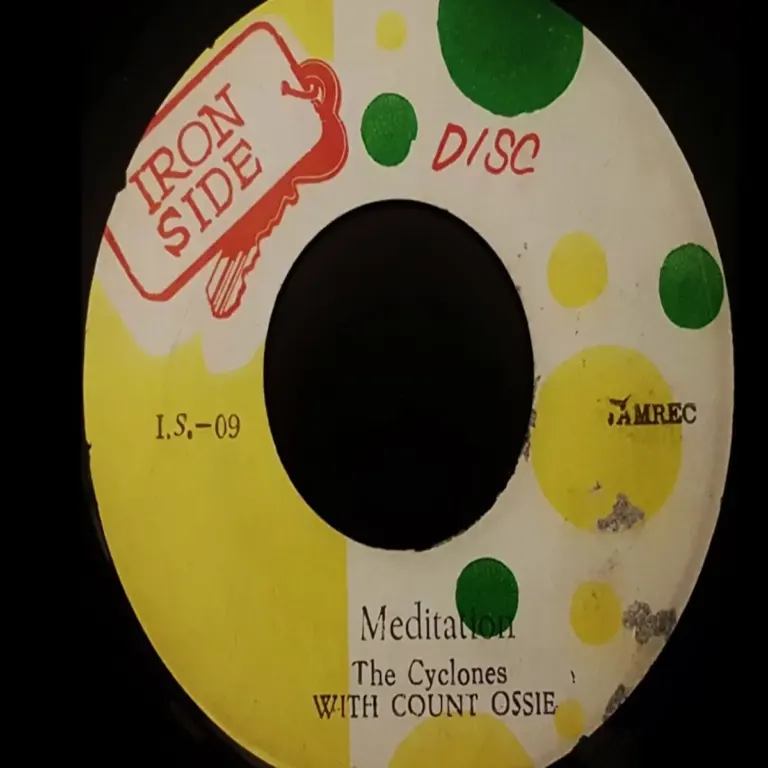 IRON
SIDE
DISC
I.S.-09
JAMREC
Meditation
The Cyclones
WITH COUNT OSSIE